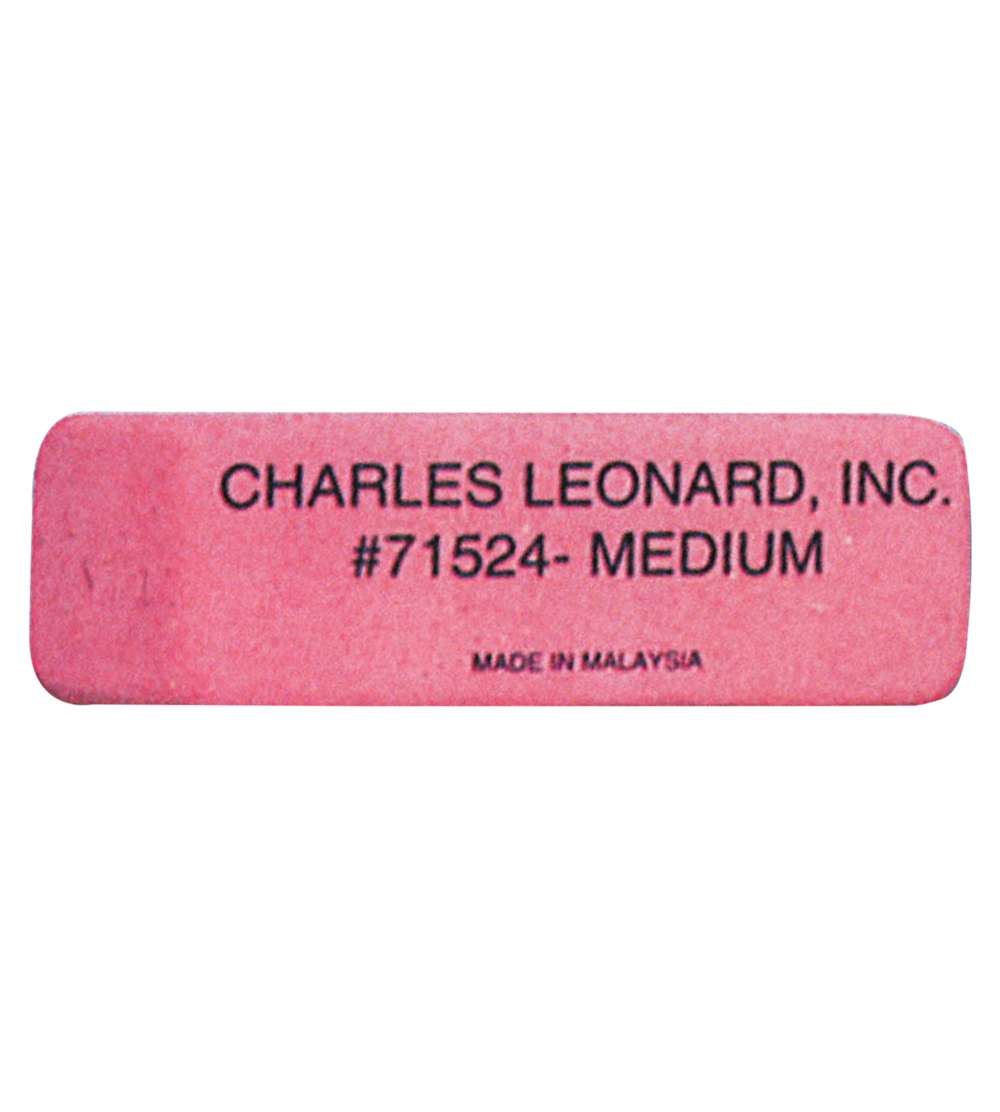 CHARLES LEONARD, INC.
#71524- MEDIUM
MADE IN MALAYSIA